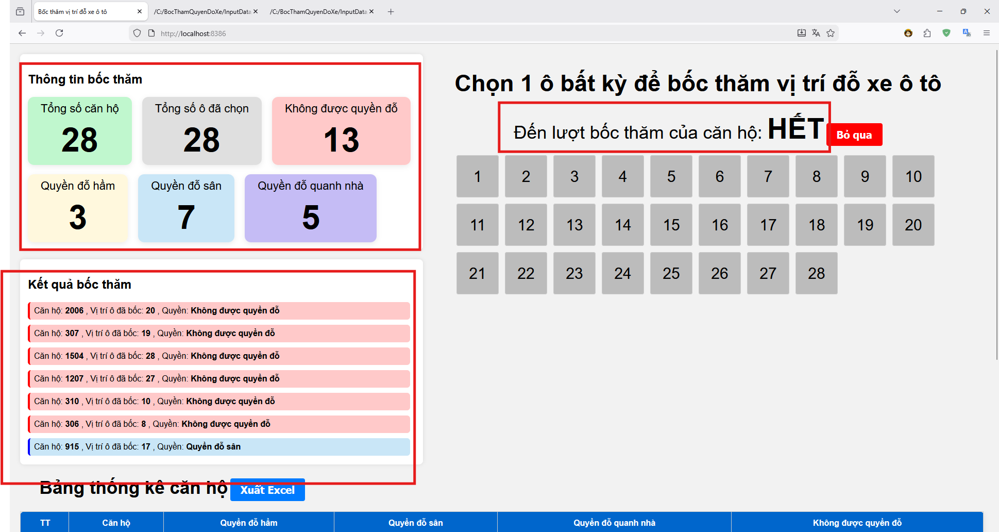 Bốc thăm vị trí đỗ xe ô tô
/C:/BocThamQuyenDoXe/InputData
/C:/BocThamQuyenDoXe/InputData
http://localhost:8386
Thông tin bốc thăm
Tổng số căn hộ
28
Tổng số ô đã chọn
28
Không được quyền đỗ
13
Quyền đỗ hầm
3
Quyền đỗ sân
7
Quyền đỗ quanh nhà
5
Kết quả bốc thăm
Căn hộ: 2006 , Vị trí ô đã bốc: 20 , Quyền: Không được quyền đỗ
Căn hộ: 307 , Vị trí ô đã bốc: 19 , Quyền: Không được quyền đỗ
Căn hộ: 1504 , Vị trí ô đã bốc: 28 , Quyền: Không được quyền đỗ
Căn hộ: 1207 , Vị trí ô đã bốc: 27 , Quyền: Không được quyền đỗ
Căn hộ: 310 , Vị trí ô đã bốc: 10 , Quyền: Không được quyền đỗ
Căn hộ: 306 , Vị trí ô đã bốc: 8 , Quyền: Không được quyền đỗ
Căn hộ: 915 , Vị trí ô đã bốc: 17 , Quyền: Quyền đỗ sân
Chọn 1 ô bất kỳ để bốc thăm vị trí đỗ xe ô tô
Đến lượt bốc thăm của căn hộ: HẾT Bỏ qua
1 2 3 4 5 6 7 8 9 10
11 12 13 14 15 16 17 18 19 20
21 22 23 24 25 26 27 28
Bảng thống kê căn hộ Xuất Excel
TT Căn hộ Quyền đỗ hầm Quyền đỗ sân Quyền đỗ quanh nhà Không được quyền đỗ